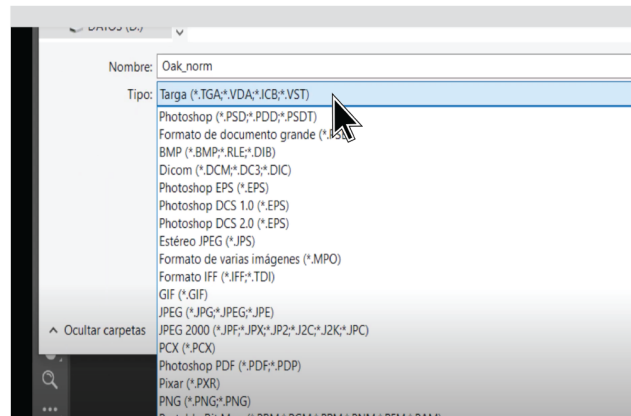 DATOS (D:)
Nombre: Oak_norm
Tipo: Targa (*.TGA;*.VDA;*.ICB;*.VST)
Photoshop (*.PSD;*.PDD;*.PSDT)
Formato de documento grande (*.PSB)
BMP (*.BMP;*.RLE;*.DIB)
Dicom (*.DCM;*.DC3;*.DIC)
Photoshop EPS (*.EPS)
Photoshop DCS 1.0 (*.EPS)
Photoshop DCS 2.0 (*.EPS)
Estéreo JPEG (*.JPS)
Formato de varias imágenes (*.MPO)
Formato IFF (*.IFF;*.TDI)
GIF (*.GIF)
JPEG (*.JPG;*.JPEG;*.JPE)
Ocultar carpetas JPEG 2000 (*.JPF;*.JPX;*.JP2;*.J2C;*.J2K;*.JPC)
PCX (*.PCX)
Photoshop PDF (*.PDF;*.PDP)
Pixar (*.PXR)
PNG (*.PNG;*.PNG)